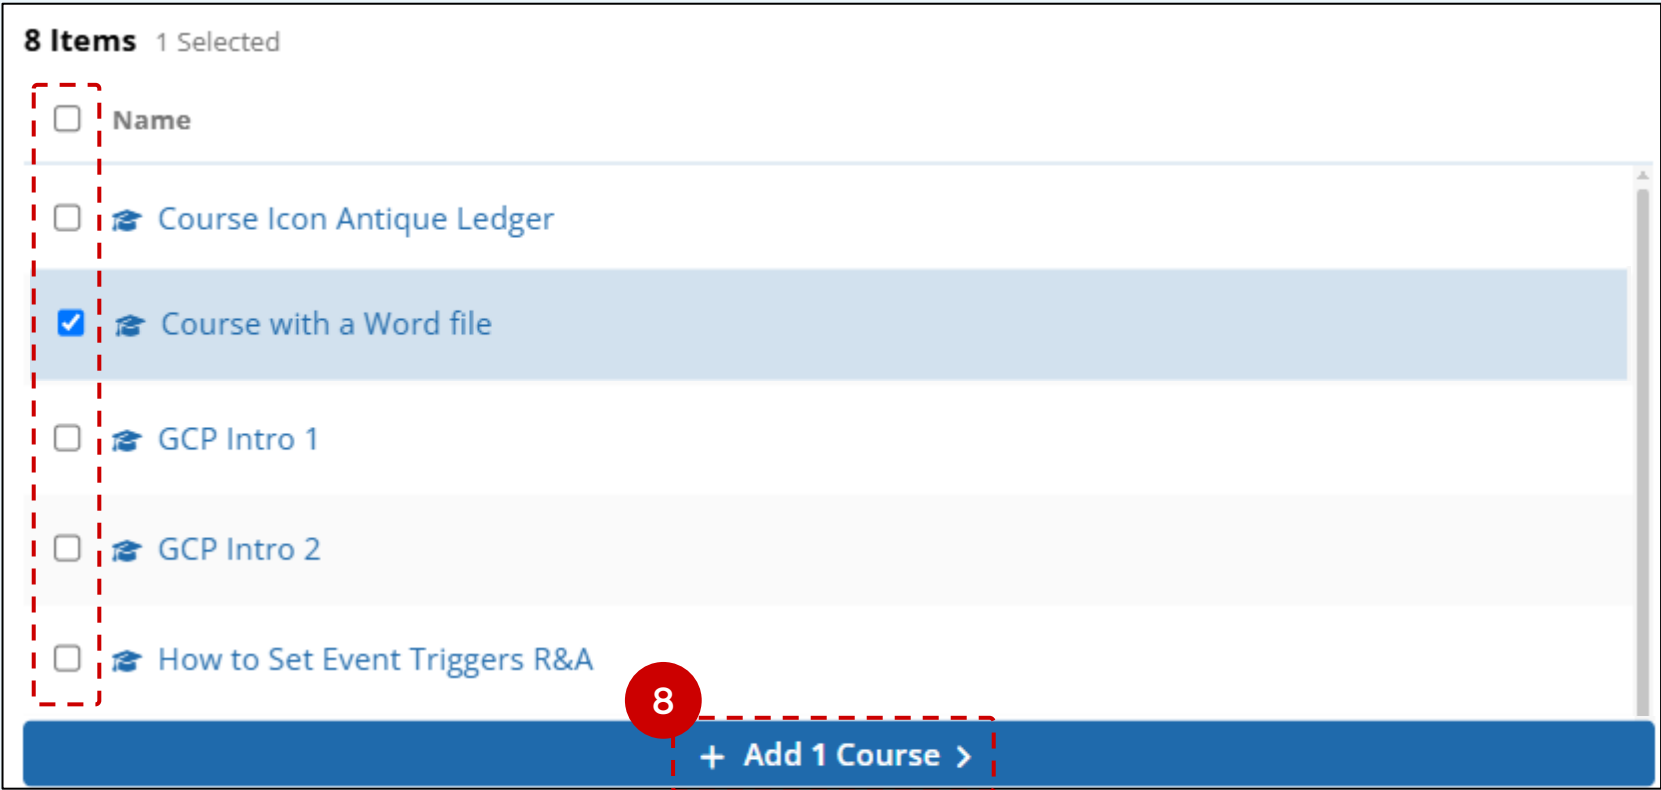 8 Items 1 Selected
Name
Course Icon Antique Ledger
Course with a Word file
GCP Intro 1
GCP Intro 2
How to Set Event Triggers R&A
8
+ Add 1 Course >